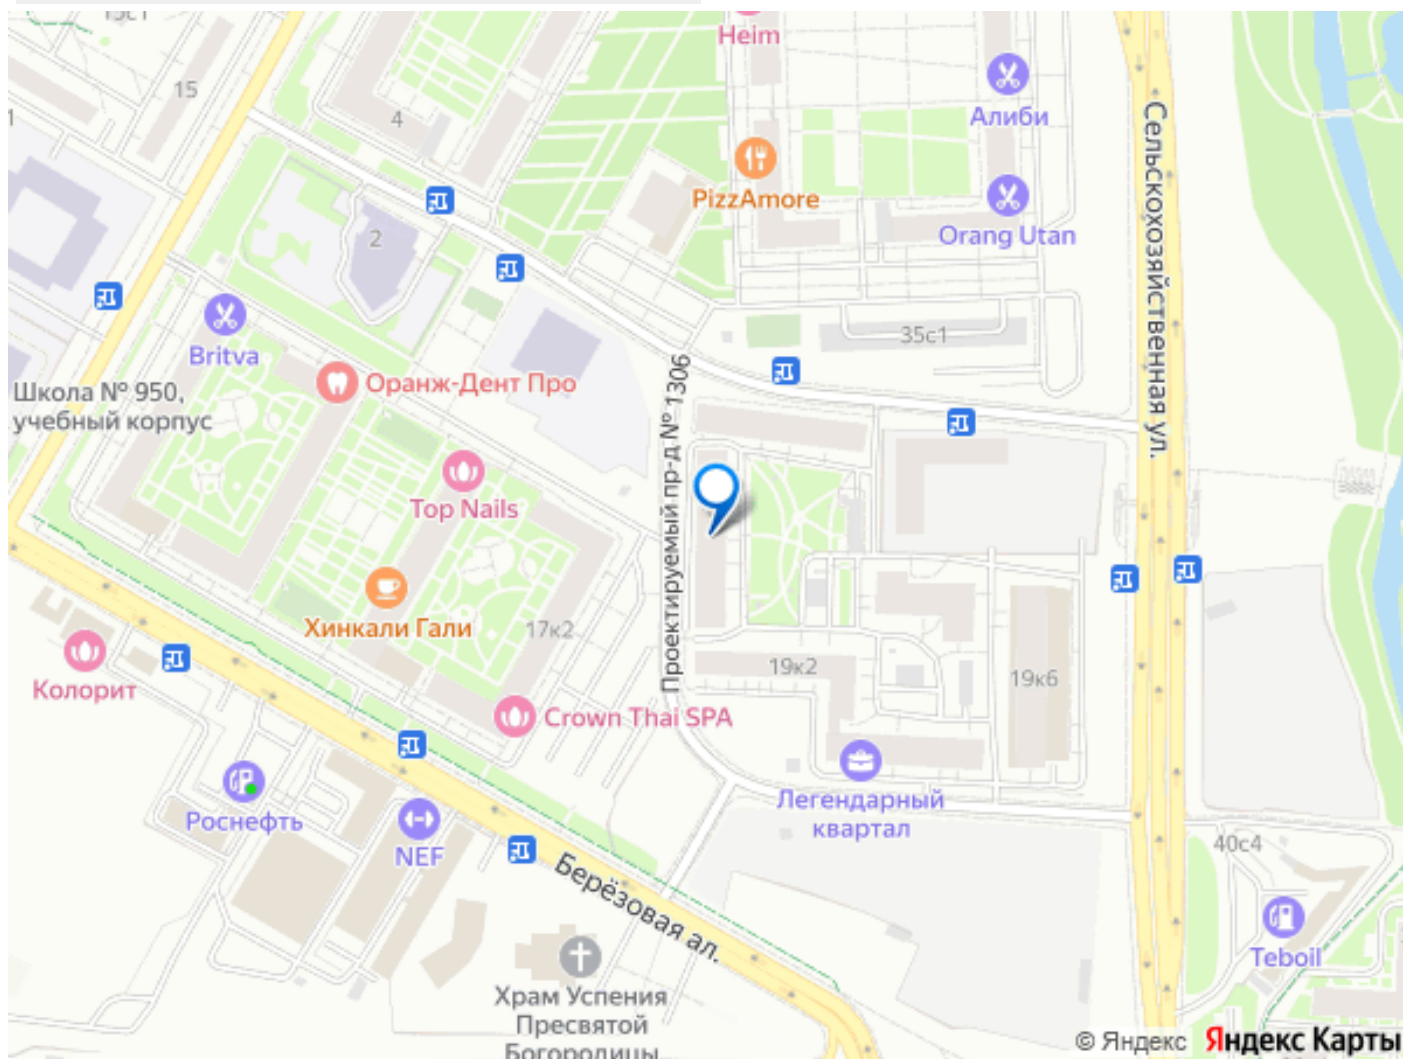 15с1
Heim
15
4
1
Алиби
PizzAmore
Сельскохозяйственная ул.
2
Orang Utan
Britva
35с1
Оранж-Дент Про
Школа № 950,
учебный корпус
Проектируемый пр-д № 1306
Top Nails
Хинкали Гали
17к2
19к2
19к6
Колорит
Crown Thai SPA
Роснефть
NEF
Легендарный
квартал
40с4
Берёзовая ал.
Teboil
Храм Успения
Пресвятой
Богородицы
© Яндекс Яндекс Карты